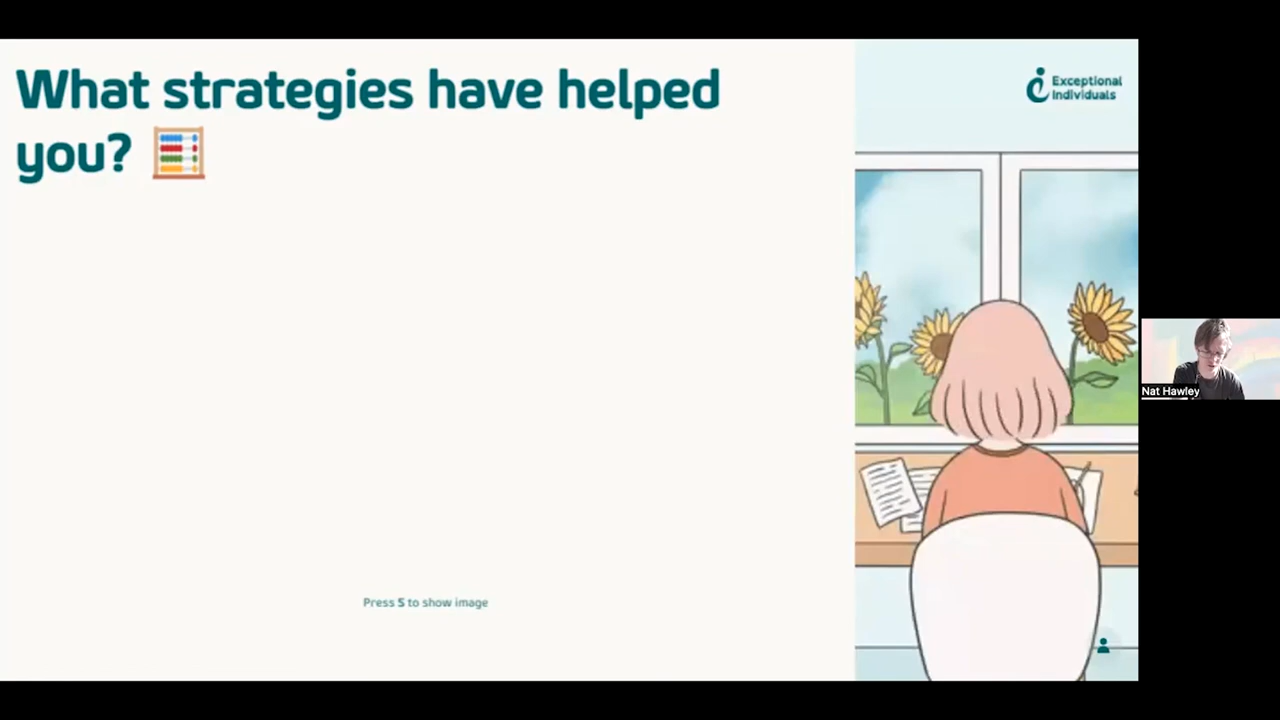 What strategies have helped
you?
Exceptional
Individuals
Nat Hawley
Press S to show image